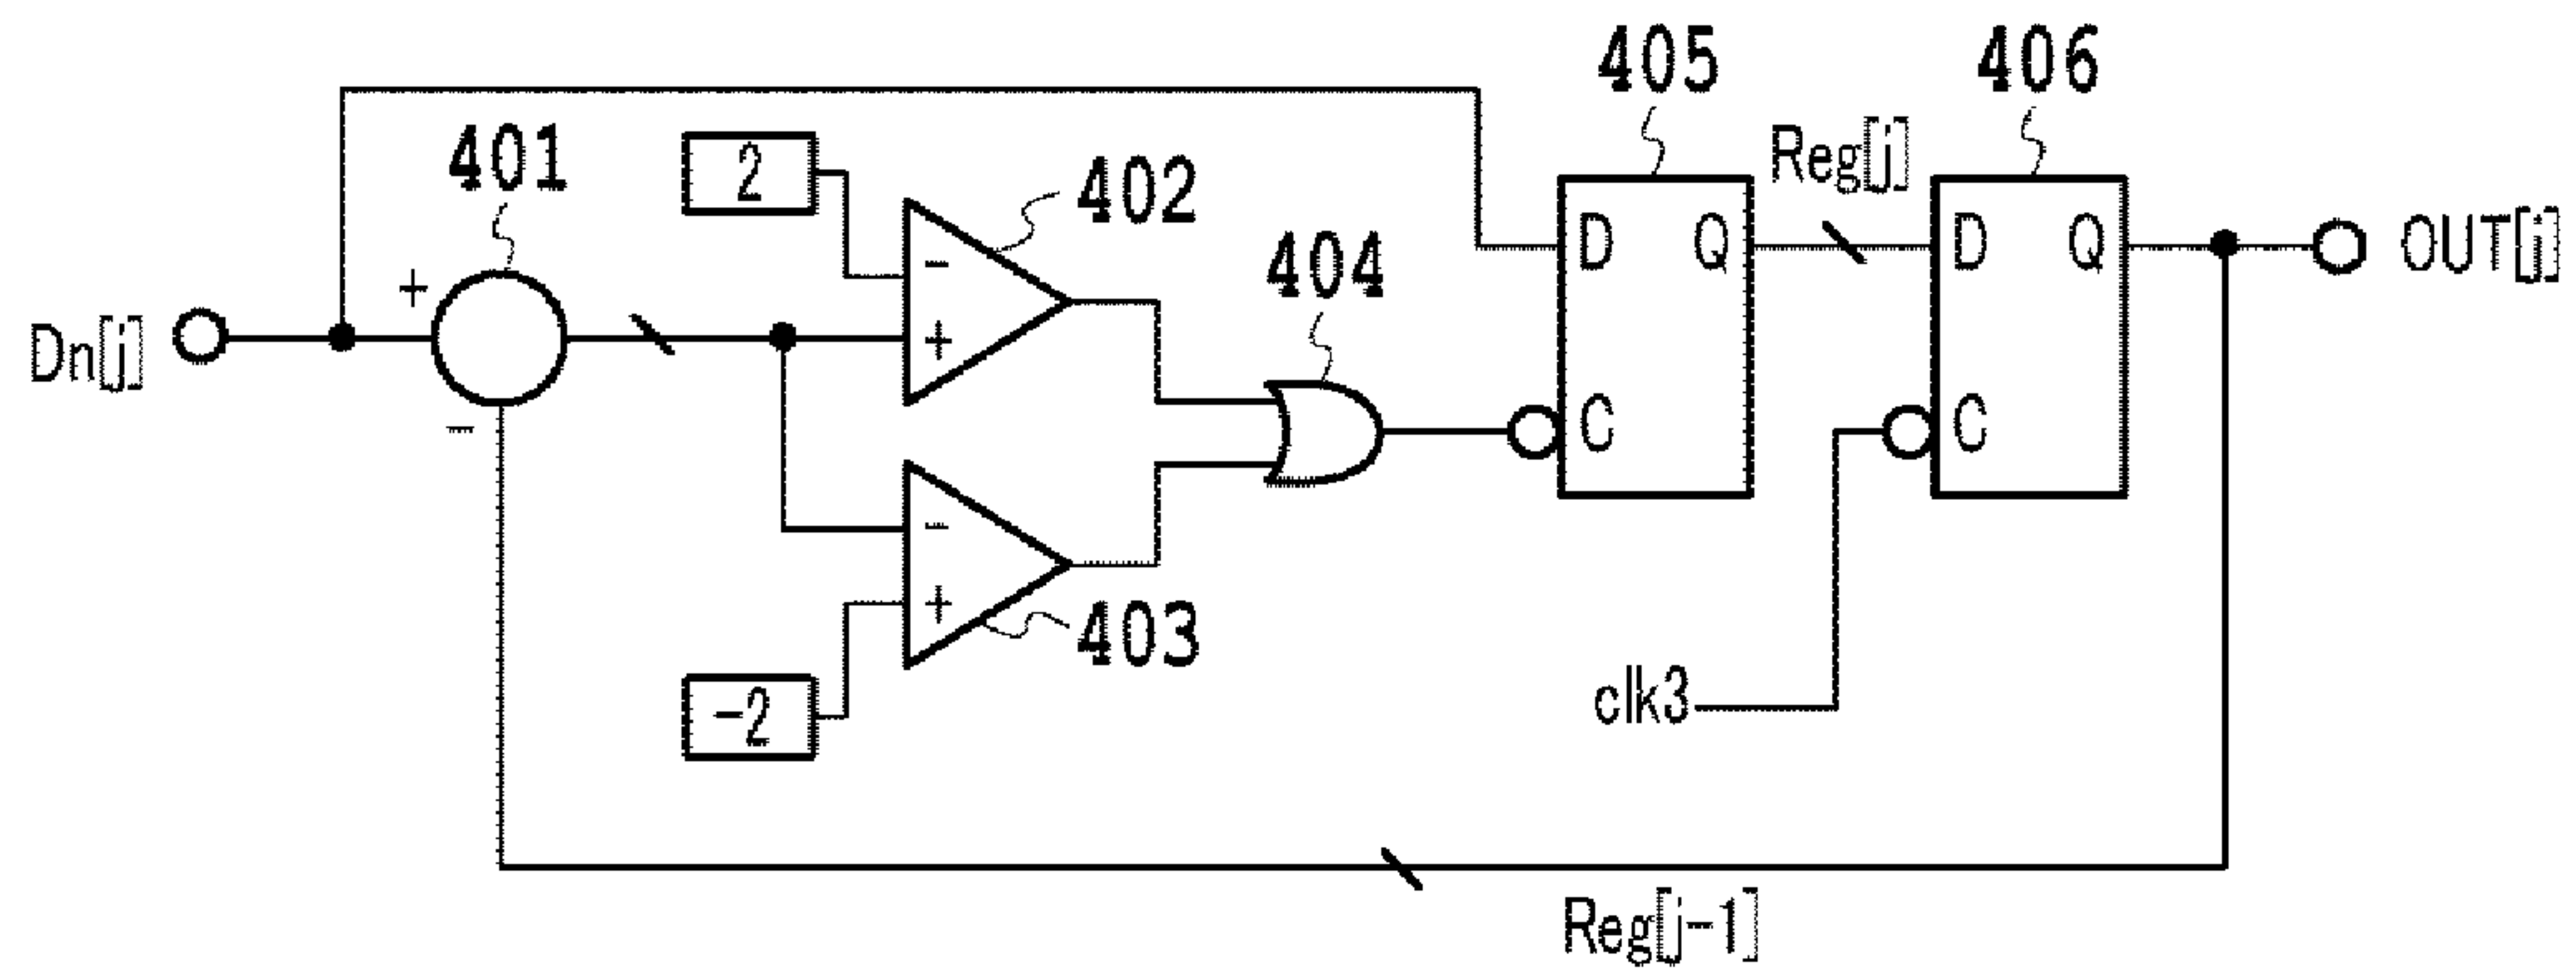 405
406
401
Reg[j]
2
402
D
Q
D
Q
OUT[j]
404
+
-
Dn[j]
+
C
C
-
-
+
403
clk3
-2
Reg[j-1]